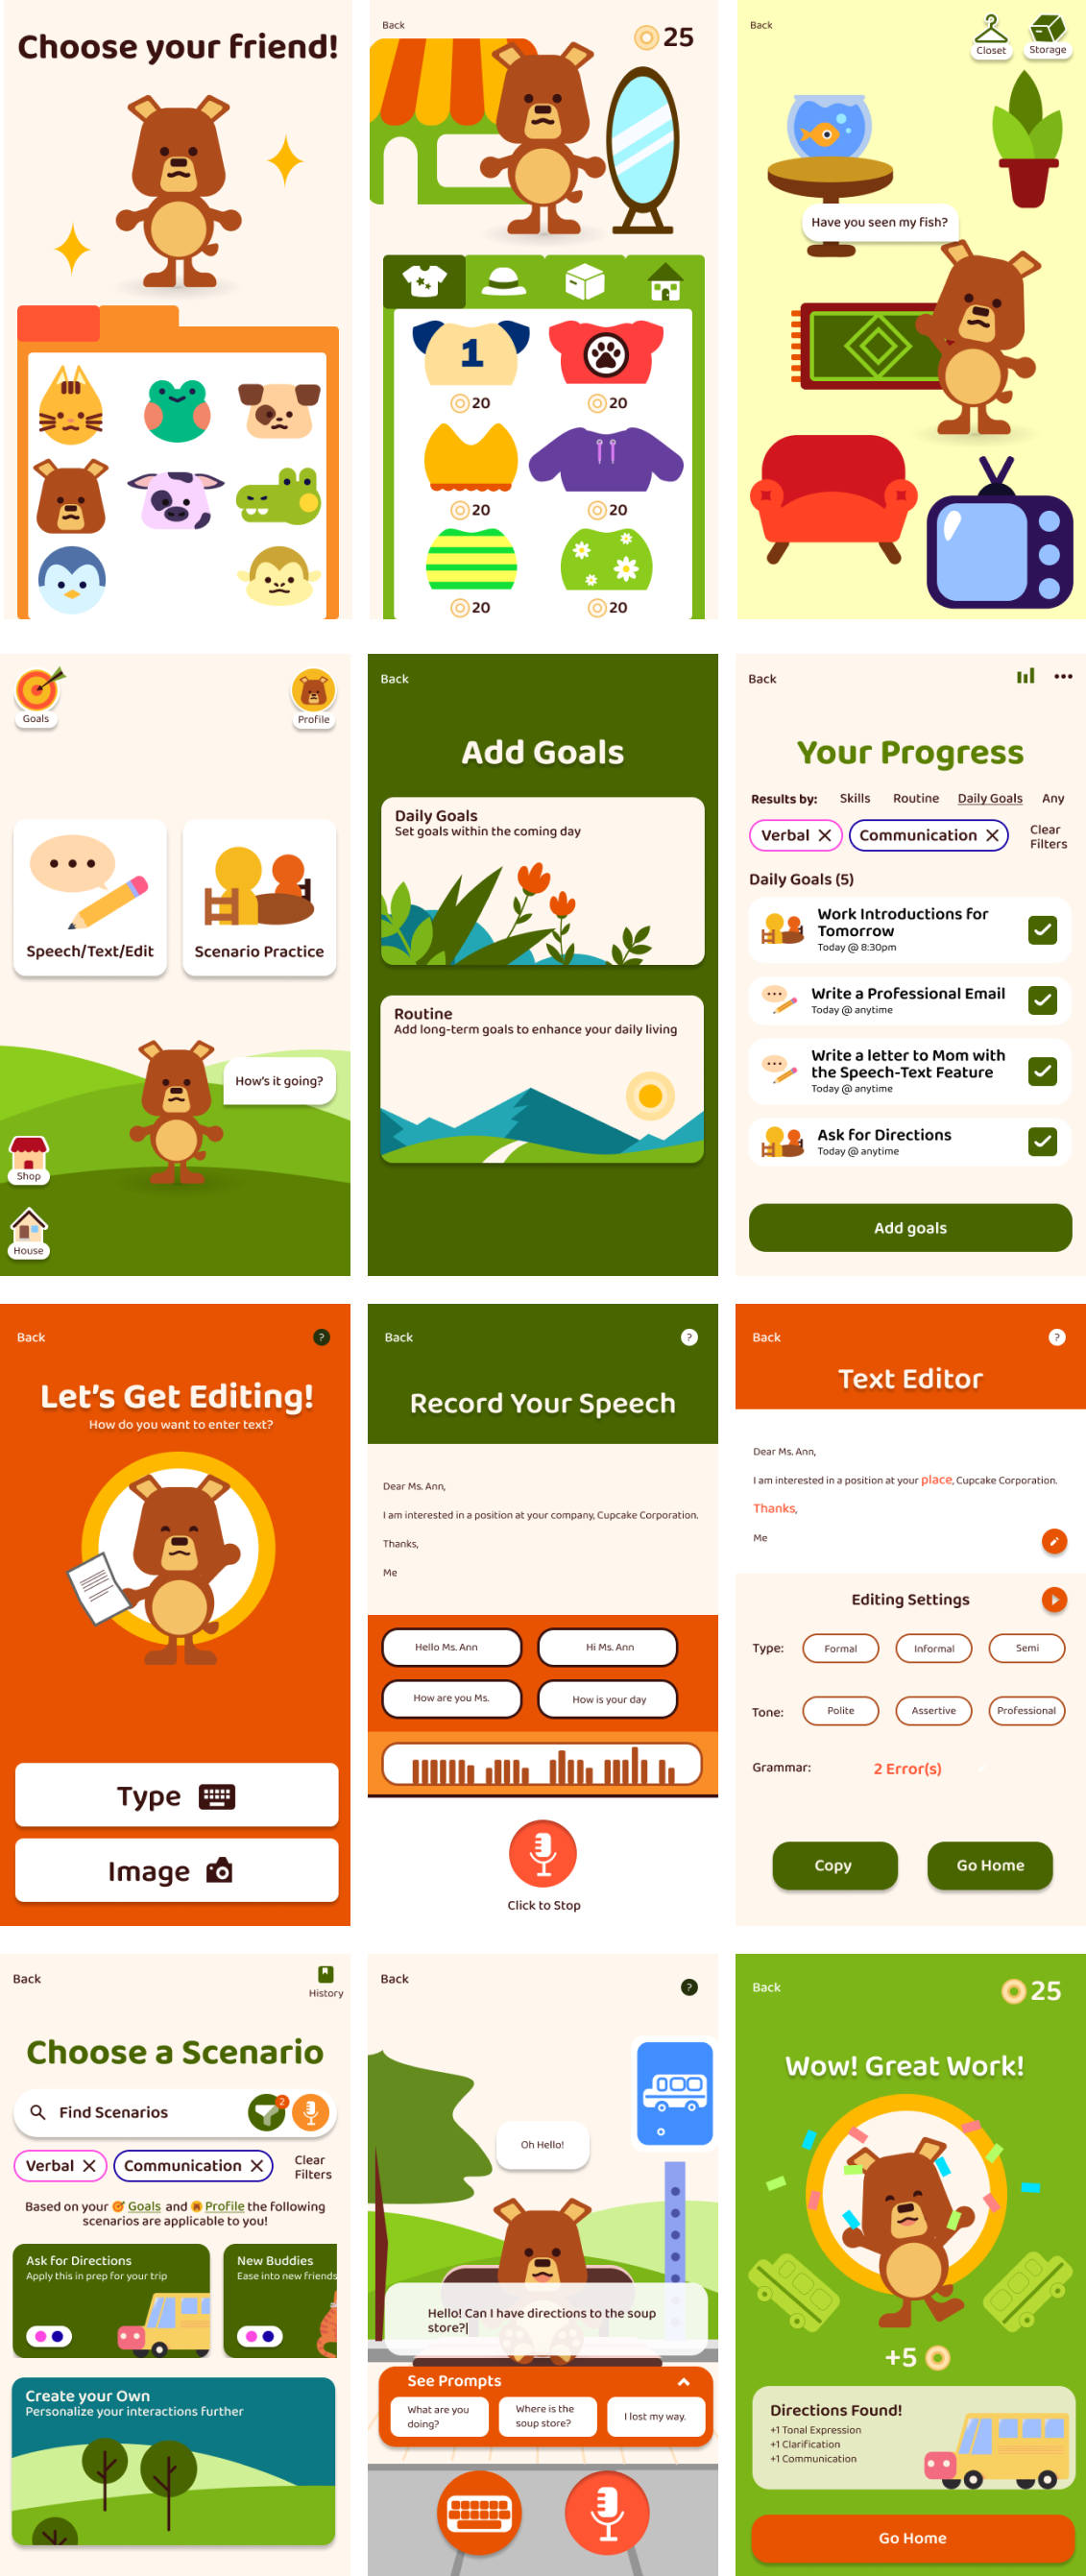 Choose your friend!
Back
25
1
20
20
20
20
20
20
Back
Closet
Storage
Have you seen my fish?
Goals
Profile
Speech/Text/Edit
Scenario Practice
How's it going?
Shop
House
Back
Add Goals
Daily Goals
Set goals within the coming day
Routine
Add long-term goals to enhance your daily living
Back
Your Progress
Results by: Skills Routine Daily Goals Any
Verbal
Communication
Clear
Filters
Daily Goals (5)
Work Introductions for
Tomorrow
Today @ 8:30pm
Write a Professional Email
Today @ anytime
Write a letter to Mom with
the Speech-Text Feature
Today @ anytime
Ask for Directions
Today @ anytime
Add goals
Back
?
Let's Get Editing!
How do you want to enter text?
Type
Image
Back
?
Record Your Speech
Dear Ms. Ann,
I am interested in a position at your company, Cupcake Corporation.
Thanks,
Me
Hello Ms. Ann
Hi Ms. Ann
How are you Ms.
How is your day
Click to Stop
Back
?
Text Editor
Dear Ms. Ann,
I am interested in a position at your place, Cupcake Corporation.
Thanks,
Me
Editing Settings
Type: Formal Informal Semi
Tone: Polite Assertive Professional
Grammar: 2 Error(s)
Copy
Go Home
Back
History
Choose a Scenario
Find Scenarios
2
Verbal
Communication
Clear
Filters
Based on your Goals and Profile the following
scenarios are applicable to you!
Ask for Directions
Apply this in prep for your trip
New Buddies
Ease into new friends
Create your Own
Personalize your interactions further
Back
?
Oh Hello!
Hello! Can I have directions to the soup
store?|
See Prompts
What are you
doing?
Where is the
soup store?
I lost my way.
Back
25
Wow! Great Work!
+5
Directions Found!
+1 Tonal Expression
+1 Clarification
+1 Communication
Go Home